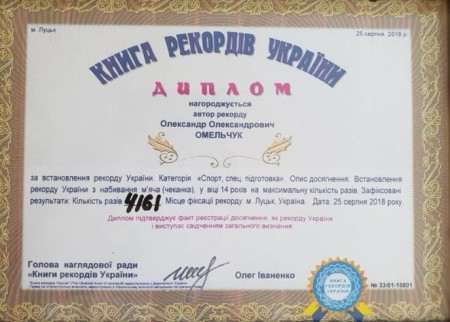 м. Луцьк
25 серпня 2018 р.
КНИГА РЕКОРДІВ УКРАЇНИ
ДИПЛОМ
нагороджується
автор рекорду
Олександр Олександрович
ОМЕЛЬЧУК
за встановлення рекорду України. Категорія «Спорт, спец. підготовка». Опис досягнення: Встановлення
рекорду України з набивання м'яча (чеканка), у віці 14 років на максимальну кількість разів. Зафіксовані
результати: Кількість разів 4161. Місце фіксації рекорду: м. Луцьк, Україна. Дата: 25 серпня 2018 року
Диплом підтверджує факт реєстрації досягнення, як рекорду України
і виступає свідченням загального визнання
Голова наглядової ради
«Книги рекордів України»
Олег Іваненко
КНИГА
РЕКОРДІВ
УКРАЇНИ
№ 33/01-15801